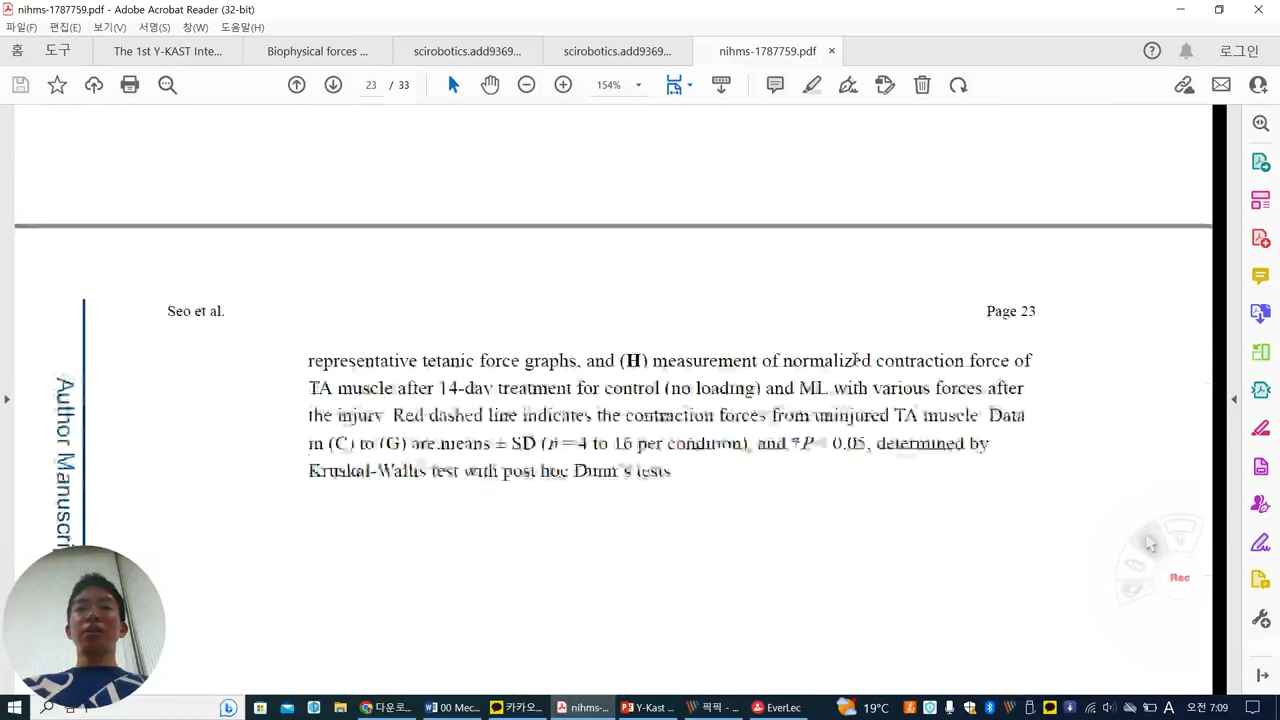 nihms-1787759.pdf - Adobe Acrobat Reader (32-bit)
파일(F) 편집(E) 보기(V) 서명(S) 창(W) 도움말(H)
홈 도구 The 1st Y-KAST Inte... Biophysical forces ... scirobotics.add9369... scirobotics.add9369... nihms-1787759.pdf × 로그인
23 / 33 154%
Seo et al. Page 23
representative tetanic force graphs, and (H) measurement of normalized contraction force of
TA muscle after 14-day treatment for control (no loading) and ML with various forces after
the injury. Red dashed line indicates the contraction forces from uninjured TA muscle. Data
in (C) to (G) are means ± SD (n = 4 to 16 per condition), and *P < 0.05, determined by
Kruskal-Wallis test with post hoc Dunn's tests
Author Manuscri
Rec
다운로... 00 Mec... 카카오... nihms-... Y-Kast ... 픽픽 - ... EverLec 19°C A 오전 7:09